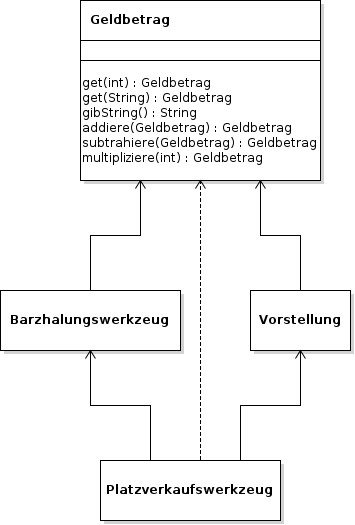 Geldbetrag
get(int) : Geldbetrag
get(String) : Geldbetrag
gibString() : String
addiere(Geldbetrag) : Geldbetrag
subtrahiere(Geldbetrag) : Geldbetrag
multipliziere(int) : Geldbetrag
Barzhalungswerkzeug
Vorstellung
Platzverkaufswerkzeug